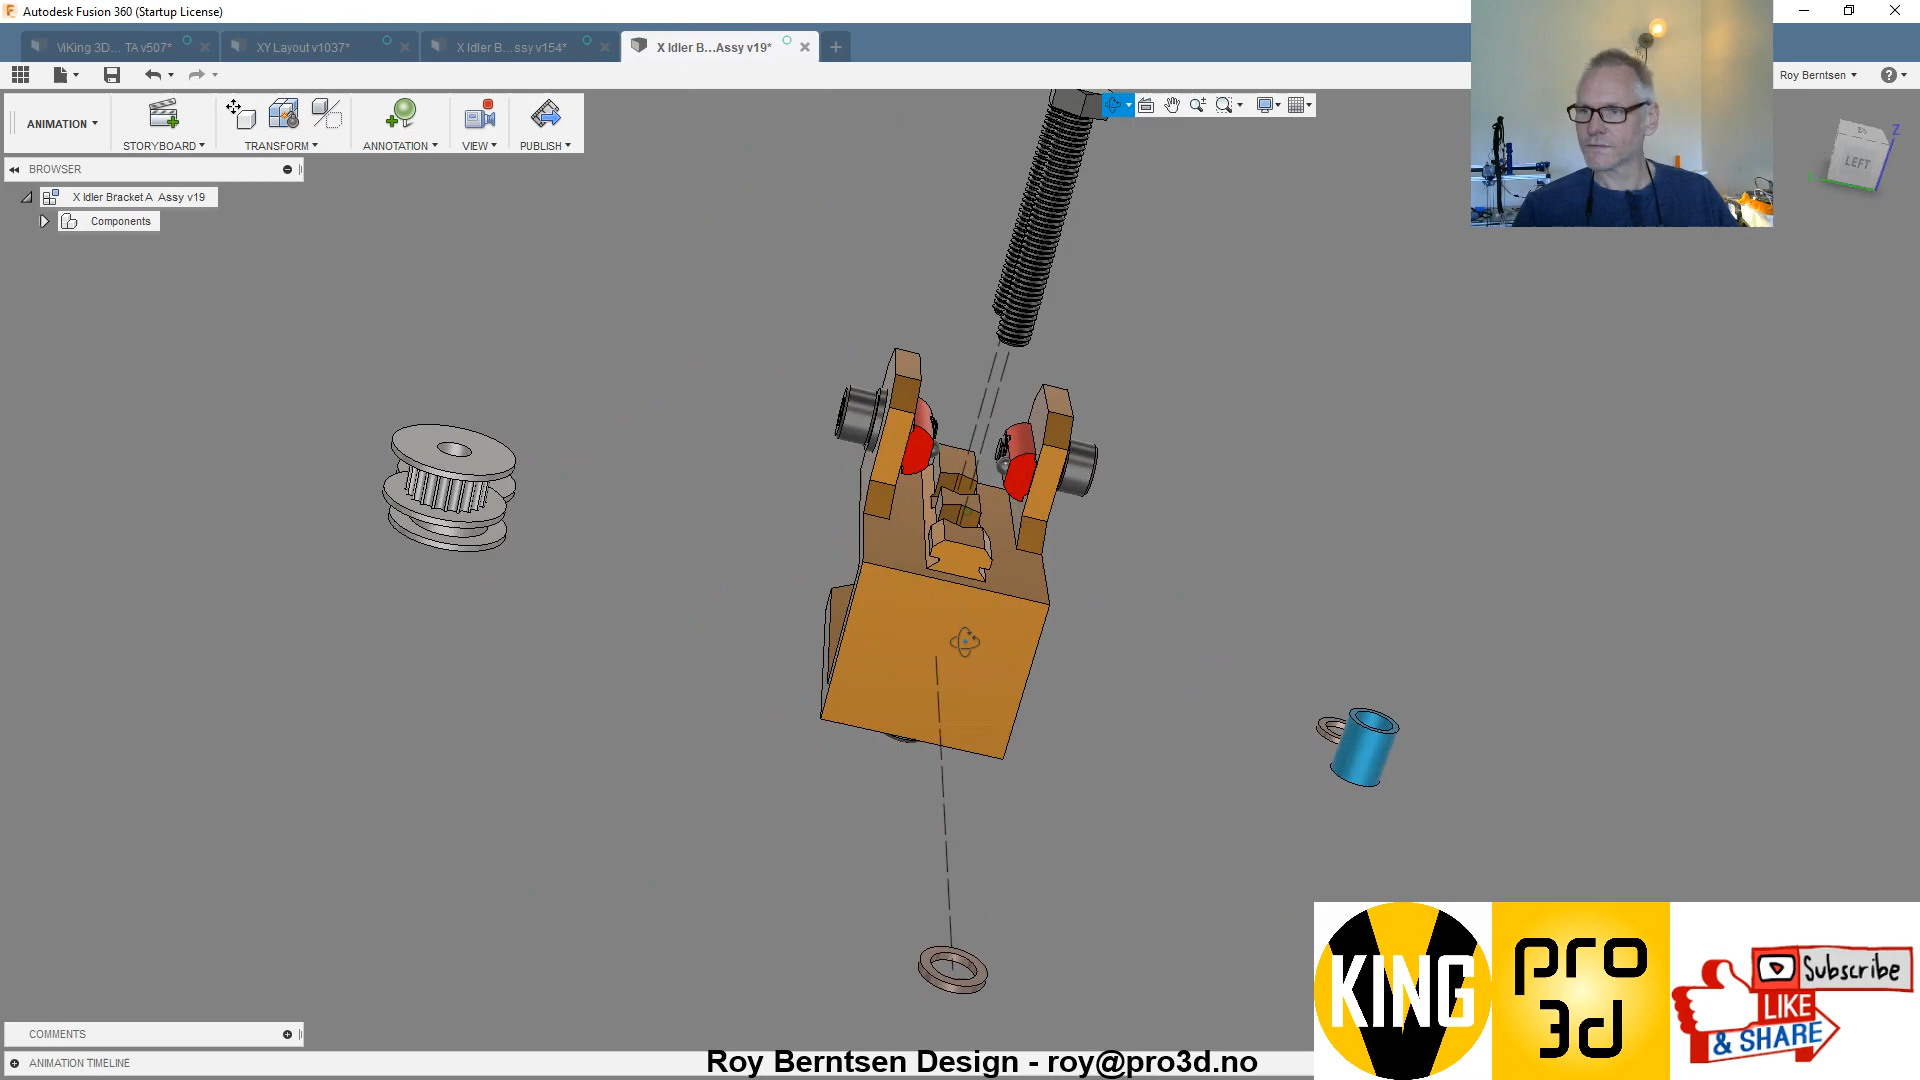 Autodesk Fusion 360 (Startup License)
ViKing 3D... TA v507*
XY Layout v1037*
X Idler B...ssy v154*
X Idler B...Assy v19*
Roy Berntsen
ANIMATION
STORYBOARD
TRANSFORM
ANNOTATION
VIEW
PUBLISH
BROWSER
X Idler Bracket A Assy v19
Components
Z
LEFT
KING
pro
3d
Subscribe
LIKE
& SHARE
COMMENTS
ANIMATION TIMELINE
Roy Berntsen Design - roy@pro3d.no